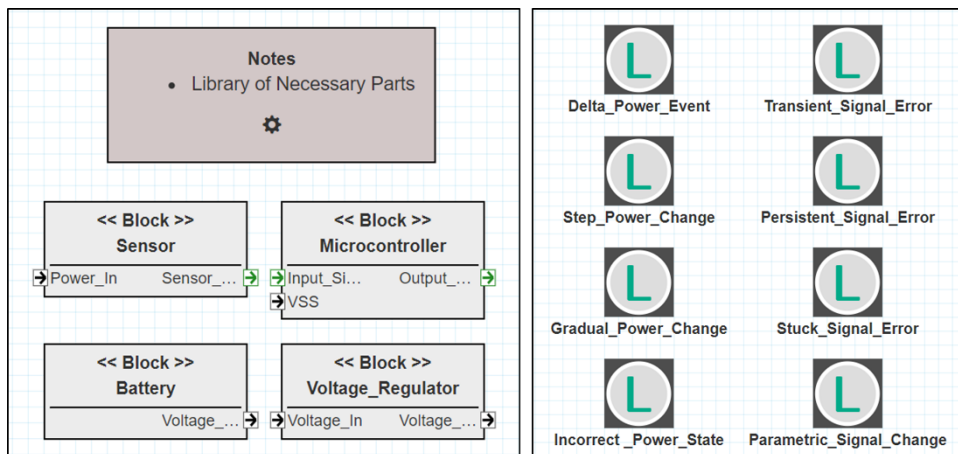 Notes
• Library of Necessary Parts
<< Block >>
Sensor
Power_In Sensor_...
<< Block >>
Microcontroller
Input_Si... Output_...
VSS
<< Block >>
Battery
Voltage_...
<< Block >>
Voltage_Regulator
Voltage_In Voltage_...
L
Delta_Power_Event
L
Transient_Signal_Error
L
Step_Power_Change
L
Persistent_Signal_Error
L
Gradual_Power_Change
L
Stuck_Signal_Error
L
Incorrect _Power_State
L
Parametric_Signal_Change